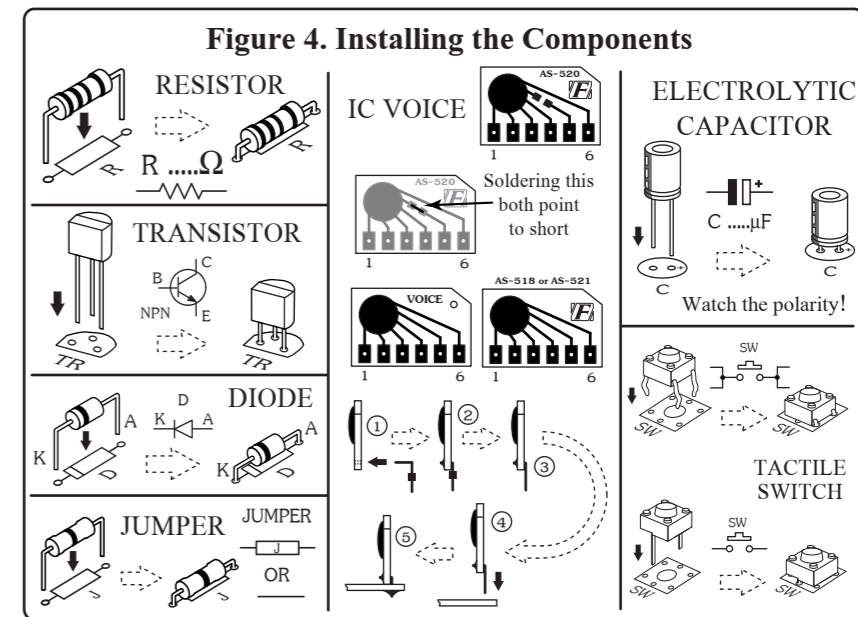 Figure 4. Installing the Components
RESISTOR
R
R .....Ω
R
TRANSISTOR
B
C
E
NPN
TR
TR
DIODE
D
K
A
K
A
D
K
A
D
JUMPER
J
J
JUMPER
J
OR
IC VOICE
AS-520
F
1
6
AS-520
F
1
6
Soldering this
both point
to short
VOICE
1
6
AS-518 or AS-521
F
1
6
①
②
③
④
⑤
ELECTROLYTIC
CAPACITOR
+
C .....µF
+
C
+
C
Watch the polarity!
SW
SW
SW
TACTILE
SWITCH
SW
SW
SW